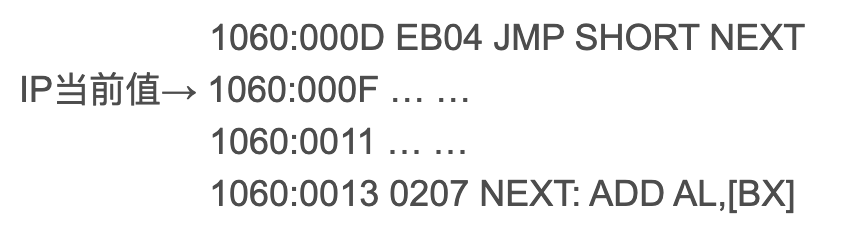 1060:000D EB04 JMP SHORT NEXT
IP当前值→ 1060:000F … …
1060:0011 … …
1060:0013 0207 NEXT: ADD AL,[BX]